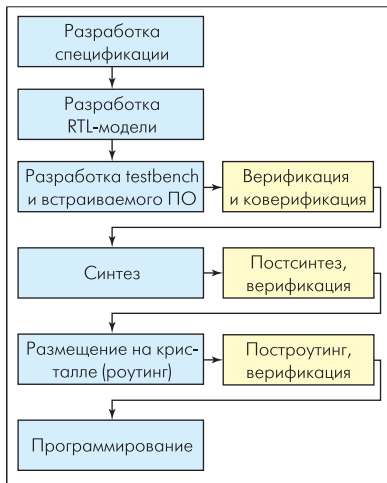 Разработка
спецификации
Разработка
RTL-модели
Разработка testbench
и встраиваемого ПО
Верификация
и коверификация
Синтез
Постсинтез,
верификация
Размещение на крис-
талле (роутинг)
Построутинг,
верификация
Программирование